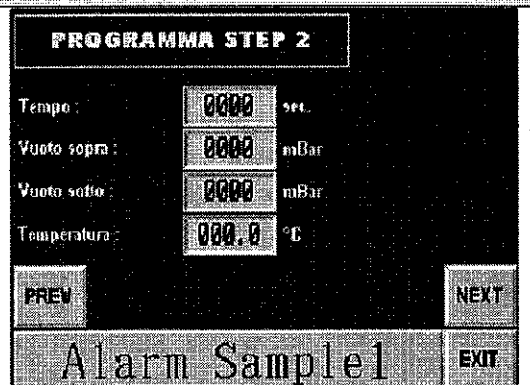 PROGRAMMA STEP 2
Tempo : 0000 sec.
Vuoto sopra : 0000 mBar
Vuoto sotto : 0000 mBar
Temperatura : 000.0 °C
PREV NEXT
Alarm Sample1 EXIT